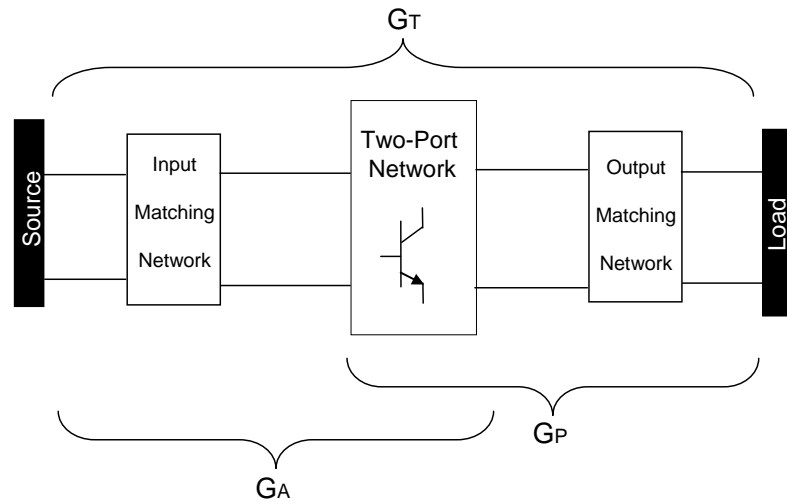 GT
Source
Input
Matching
Network
Two-Port
Network
Output
Matching
Network
Load
GP
GA